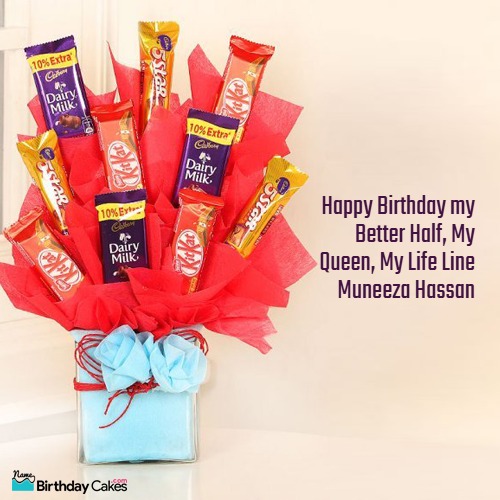 10% Extra*
Cadbury
Dairy
Milk
5Star
KitKat
KitKat
10% Extra*
Cadbury
Dairy
Milk
5Star
5Star
10% Extra*
Cadbury
Dairy
Milk
KitKat
KitKat
Happy Birthday my
Better Half, My
Queen, My Life Line
Muneeza Hassan
Name
Birthday Cakes.com